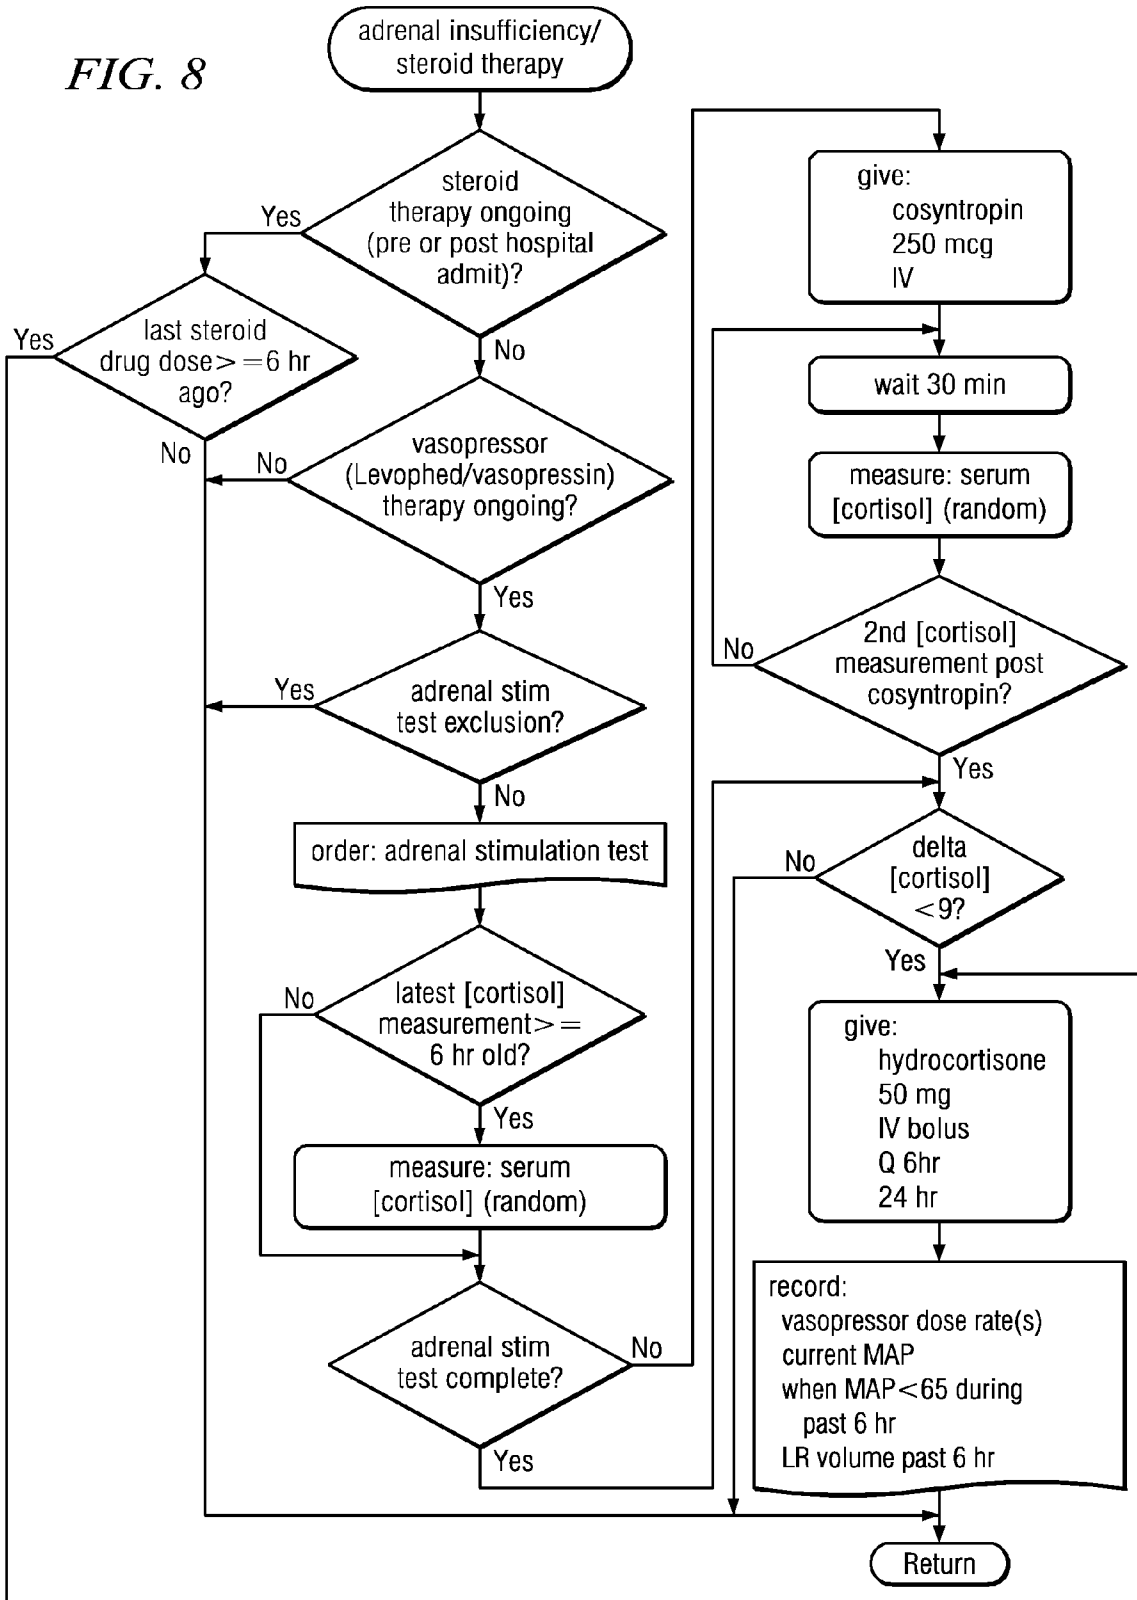 FIG. 8
adrenal insufficiency/
steroid therapy
steroid
therapy ongoing
(pre or post hospital
admit)?
Yes
No
last steroid
drug dose> =6 hr
ago?
Yes
No
vasopressor
(Levophed/vasopressin)
therapy ongoing?
No
Yes
adrenal stim
test exclusion?
Yes
No
order: adrenal stimulation test
latest [cortisol]
measurement> =
6 hr old?
No
Yes
measure: serum
[cortisol] (random)
adrenal stim
test complete?
No
Yes
give:
cosyntropin
250 mcg
IV
wait 30 min
measure: serum
[cortisol] (random)
2nd [cortisol]
measurement post
cosyntropin?
No
Yes
delta
[cortisol]
<9?
No
Yes
give:
hydrocortisone
50 mg
IV bolus
Q 6hr
24 hr
record:
vasopressor dose rate(s)
current MAP
when MAP<65 during
past 6 hr
LR volume past 6 hr
Return